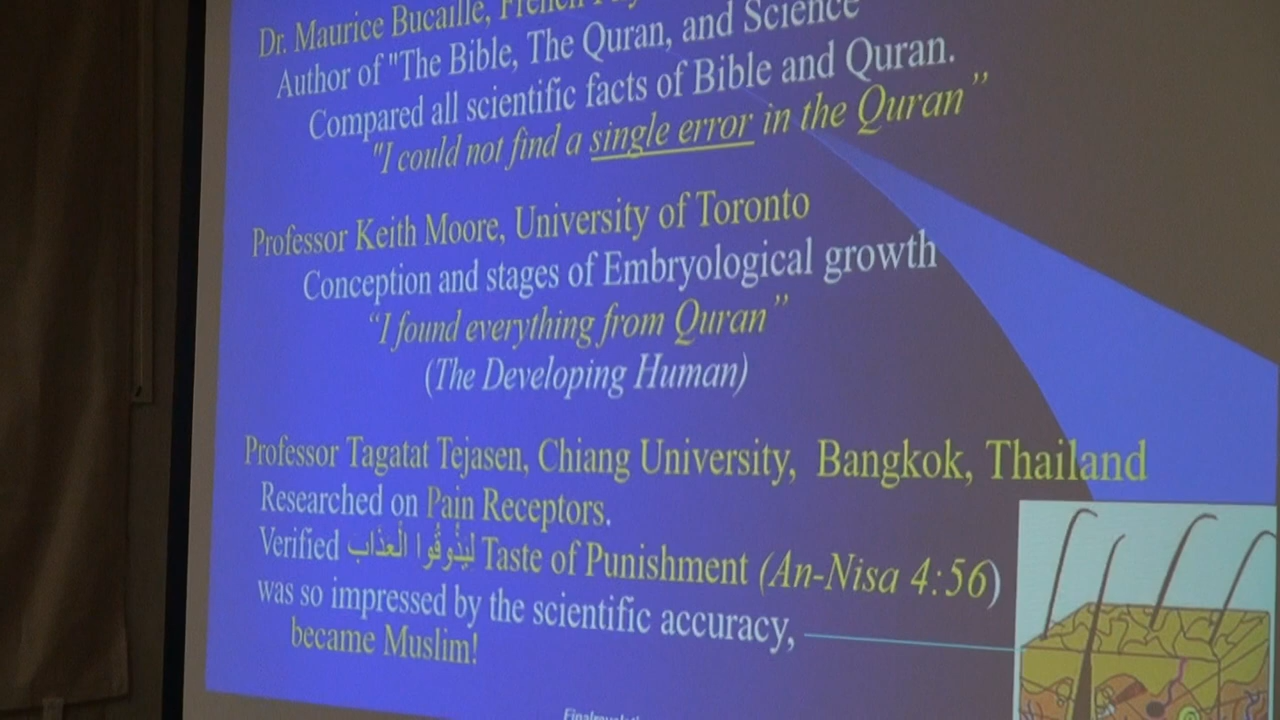 Dr. Maurice Bucaille, French
Author of "The Bible, The Quran, and Science
Compared all scientific facts of Bible and Quran.
"I could not find a single error in the Quran”
Professor Keith Moore, University of Toronto
Conception and stages of Embryological growth
“I found everything from Quran”
(The Developing Human)
Professor Tagatat Tejasen, Chiang University, Bangkok, Thailand
Researched on Pain Receptors.
Verified لِيَذُوقُوا الْعَذَاب Taste of Punishment (An-Nisa 4:56)
was so impressed by the scientific accuracy,
became Muslim!